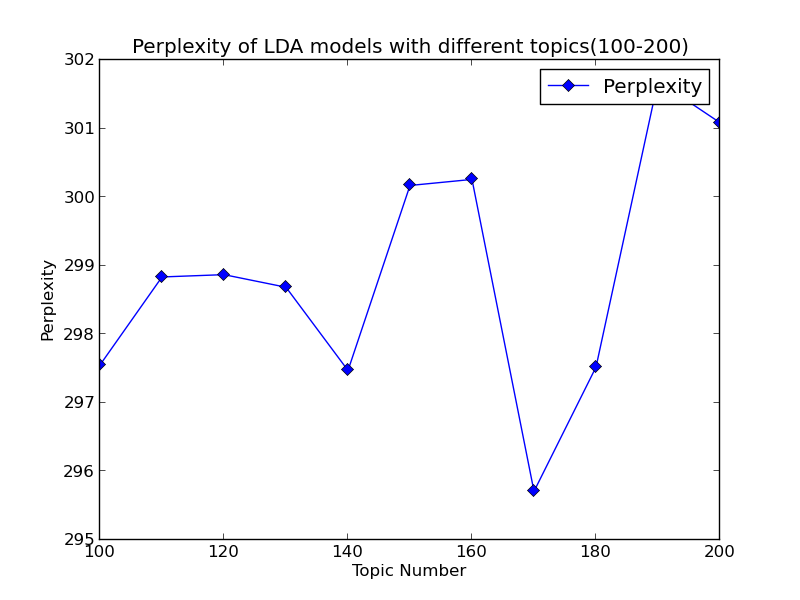 Perplexity of LDA models with different topics(100-200)
302
Perplexity
301
300
299
298
297
296
295
Perplexity
100 120 140 160 180 200
Topic Number